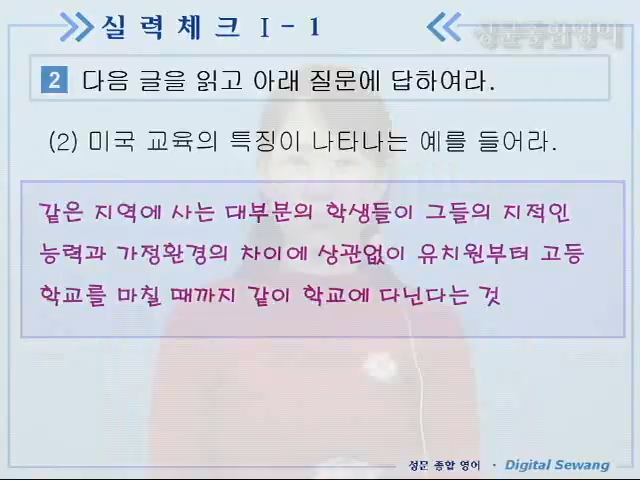 실력체크 I - 1
성문종합영어
2 다음 글을 읽고 아래 질문에 답하여라.
(2) 미국 교육의 특징이 나타나는 예를 들어라.
같은 지역에 사는 대부분의 학생들이 그들의 지적인
능력과 가정환경의 차이에 상관없이 유치원부터 고등
학교를 마칠 때까지 같이 학교에 다닌다는 것
성문 종합 영어 · Digital Sewang